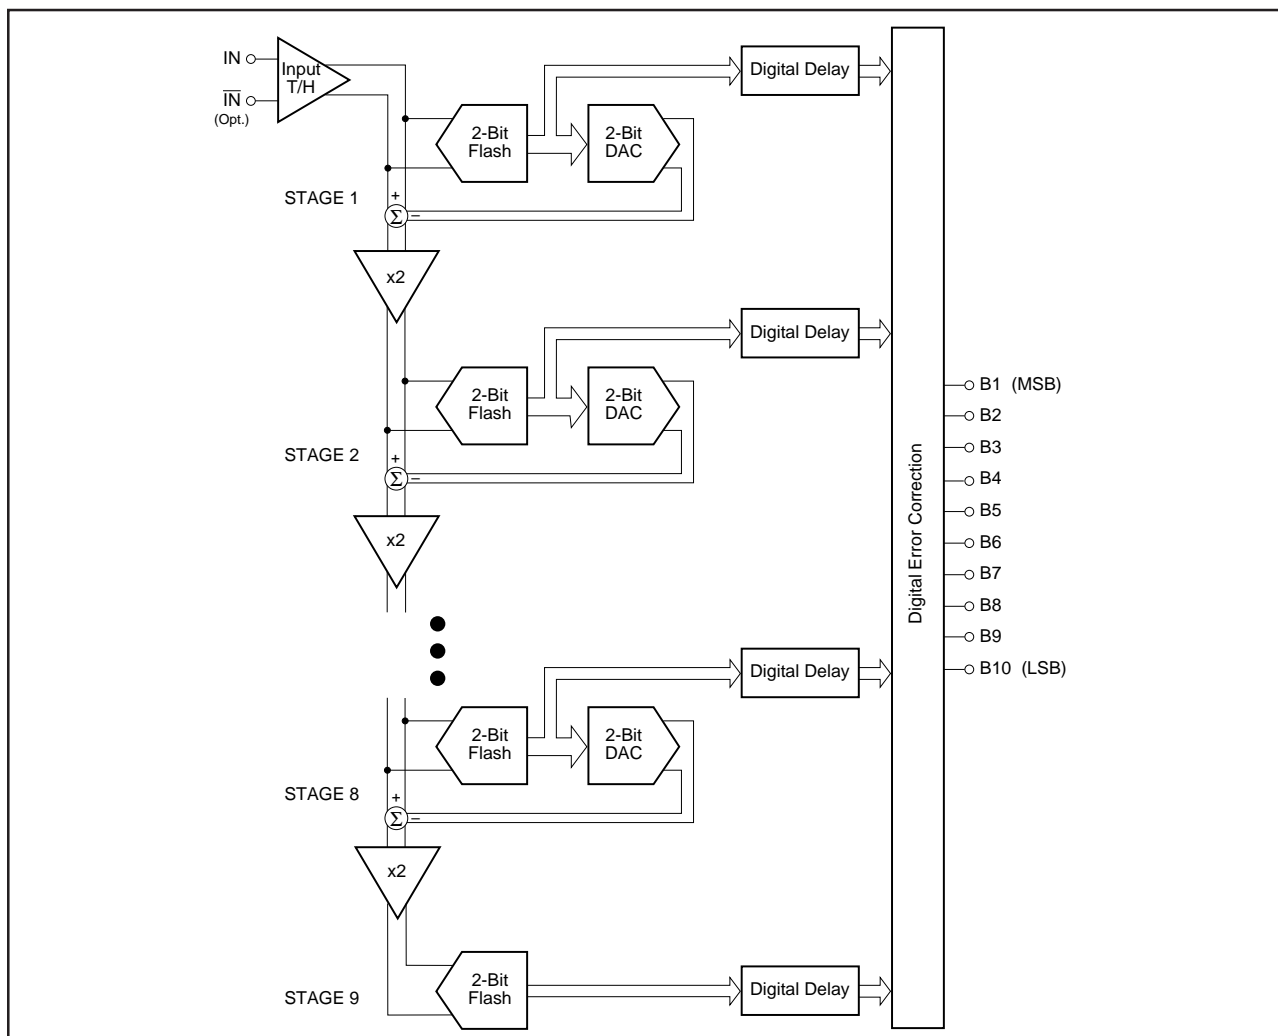 IN
Input
T/H
IN
(Opt.)
Digital Delay
2-Bit
Flash
2-Bit
DAC
STAGE 1
+
Σ
–
x2
Digital Delay
2-Bit
Flash
2-Bit
DAC
STAGE 2
+
Σ
–
x2
Digital Delay
2-Bit
Flash
2-Bit
DAC
STAGE 8
+
Σ
–
x2
2-Bit
Flash
STAGE 9
Digital Delay
Digital Error Correction
B1 (MSB)
B2
B3
B4
B5
B6
B7
B8
B9
B10 (LSB)